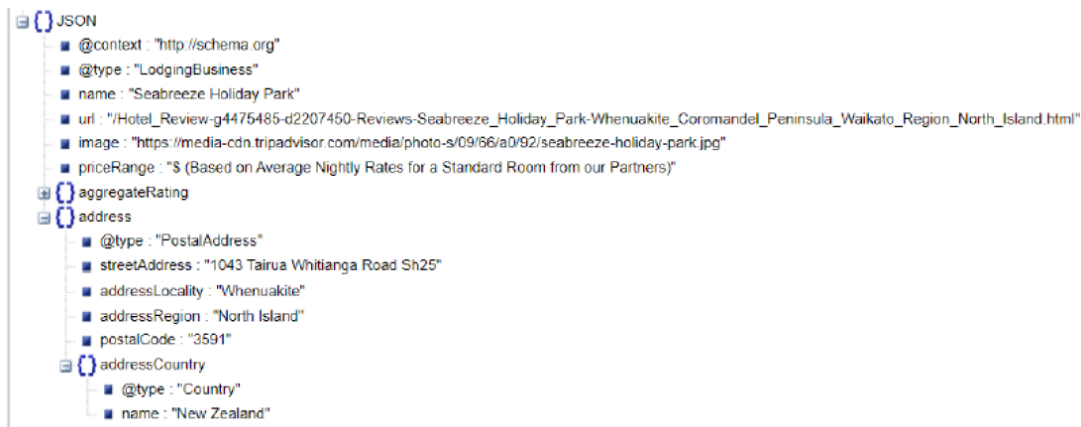 JSON
@context : "http://schema.org"
@type : "LodgingBusiness"
name : "Seabreeze Holiday Park"
url : "/Hotel_Review-g4475485-d2207450-Reviews-Seabreeze_Holiday_Park-Whenuakite_Coromandel_Peninsula_Waikato_Region_North_Island.html"
image : "https://media-cdn.tripadvisor.com/media/photo-s/09/66/a0/92/seabreeze-holiday-park.jpg"
priceRange : "$ (Based on Average Nightly Rates for a Standard Room from our Partners)"
aggregateRating
address
@type : "PostalAddress"
streetAddress : "1043 Tairua Whitianga Road Sh25"
addressLocality : "Whenuakite"
addressRegion : "North Island"
postalCode : "3591"
addressCountry
@type : "Country"
name : "New Zealand"